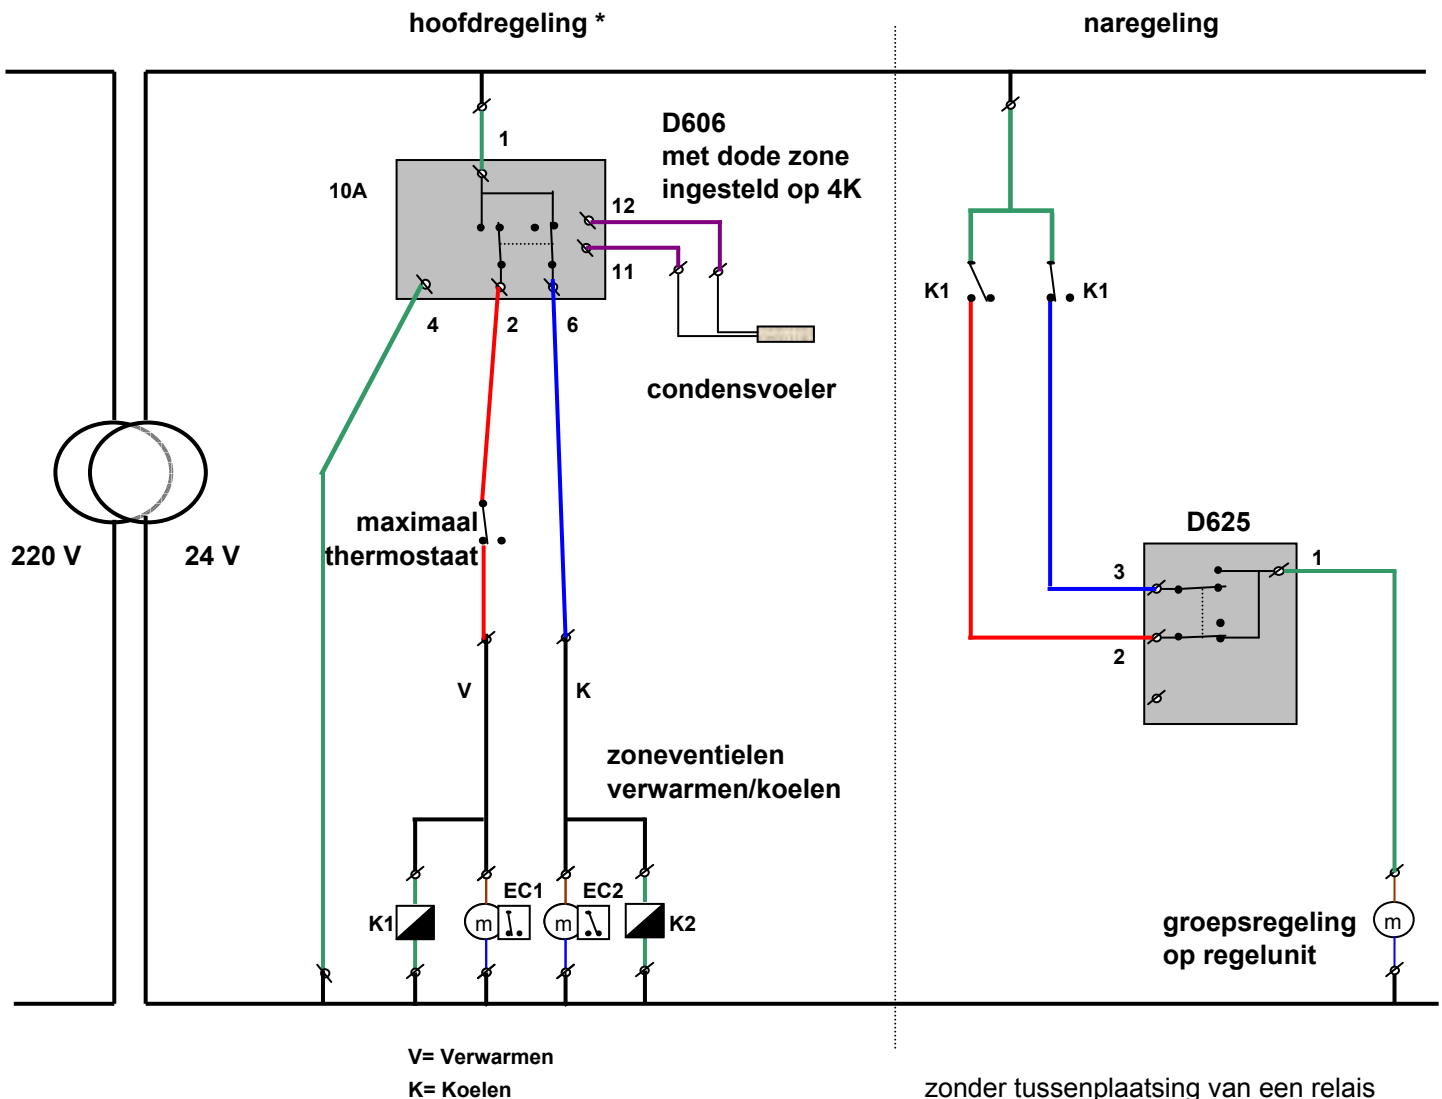 hoofdregeling *
naregeling
1
D606
met dode zone
ingesteld op 4K
10A
12
11
4
2
6
K1
K1
condensvoeler
maximaal
thermostaat
220 V
24 V
D625
3
1
2
V
K
zoneventielen
verwarmen/koelen
EC1
EC2
K1
m
m
K2
groepsregeling
op regelunit
m
V= Verwarmen
K= Koelen
zonder tussenplaatsing van een relais